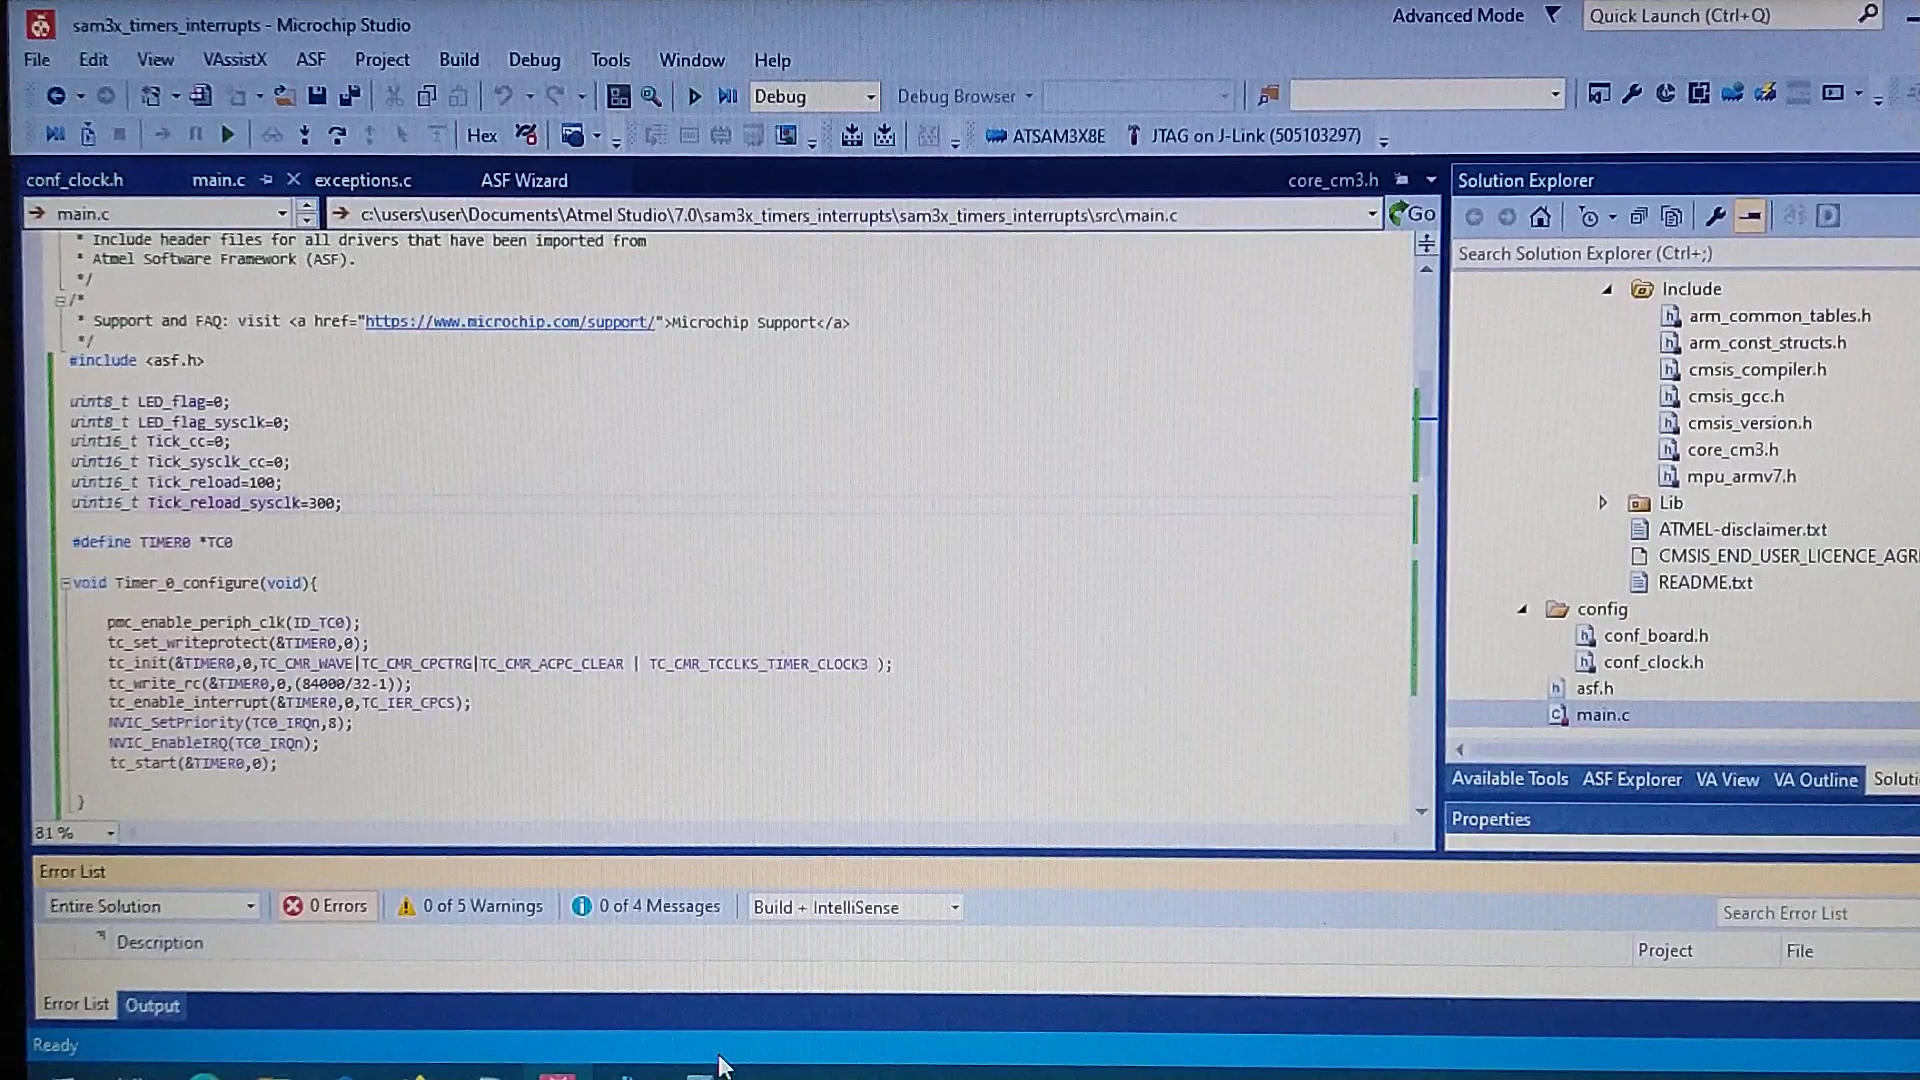 sam3x_timers_interrupts - Microchip Studio
Advanced Mode
Quick Launch (Ctrl+Q)
File Edit View VAssistX ASF Project Build Debug Tools Window Help
Debug
Debug Browser
Hex
ATSAM3X8E
JTAG on J-Link (505103297)
conf_clock.h main.c exceptions.c ASF Wizard core_cm3.h
main.c
c:\users\user\Documents\Atmel Studio\7.0\sam3x_timers_interrupts\sam3x_timers_interrupts\src\main.c
Go
* Include header files for all drivers that have been imported from
* Atmel Software Framework (ASF).
*/
/*
* Support and FAQ: visit <a href="https://www.microchip.com/support/">Microchip Support</a>
*/
#include <asf.h>
uint8_t LED_flag=0;
uint8_t LED_flag_sysclk=0;
uint16_t Tick_cc=0;
uint16_t Tick_sysclk_cc=0;
uint16_t Tick_reload=100;
uint16_t Tick_reload_sysclk=300;
#define TIMER0 *TC0
void Timer_0_configure(void){
pmc_enable_periph_clk(ID_TC0);
tc_set_writeprotect(&TIMER0,0);
tc_init(&TIMER0,0,TC_CMR_WAVE|TC_CMR_CPCTRG|TC_CMR_ACPC_CLEAR | TC_CMR_TCCLKS_TIMER_CLOCK3 );
tc_write_rc(&TIMER0,0,(84000/32-1));
tc_enable_interrupt(&TIMER0,0,TC_IER_CPCS);
NVIC_SetPriority(TC0_IRQn,8);
NVIC_EnableIRQ(TC0_IRQn);
tc_start(&TIMER0,0);
}
81 %
Solution Explorer
Search Solution Explorer (Ctrl+;)
Include
arm_common_tables.h
arm_const_structs.h
cmsis_compiler.h
cmsis_gcc.h
cmsis_version.h
core_cm3.h
mpu_armv7.h
Lib
ATMEL-disclaimer.txt
CMSIS_END_USER_LICENCE_AGR
README.txt
config
conf_board.h
conf_clock.h
asf.h
main.c
Available Tools ASF Explorer VA View VA Outline Soluti
Properties
Error List
Entire Solution
0 Errors
0 of 5 Warnings
0 of 4 Messages
Build + IntelliSense
Search Error List
Description
Project
File
Error List Output
Ready